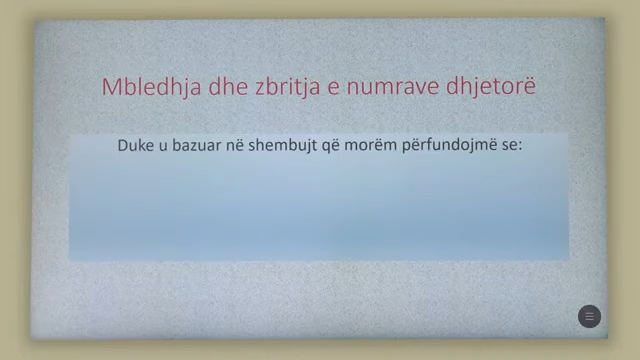 Mbledhja dhe zbritja e numrave dhjetorë
Duke u bazuar në shembujt që morëm përfundojmë se: